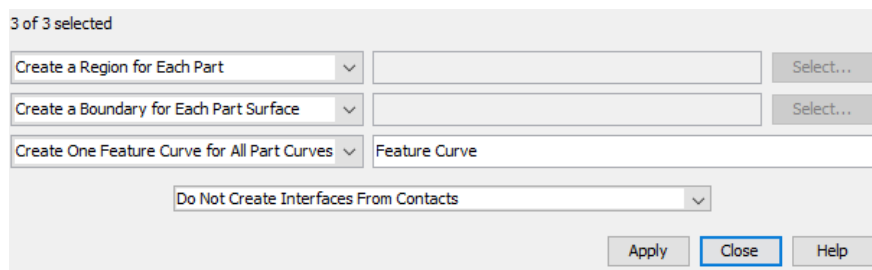 3 of 3 selected
Create a Region for Each Part Select...
Create a Boundary for Each Part Surface Select...
Create One Feature Curve for All Part Curves Feature Curve
Do Not Create Interfaces From Contacts
Apply Close Help